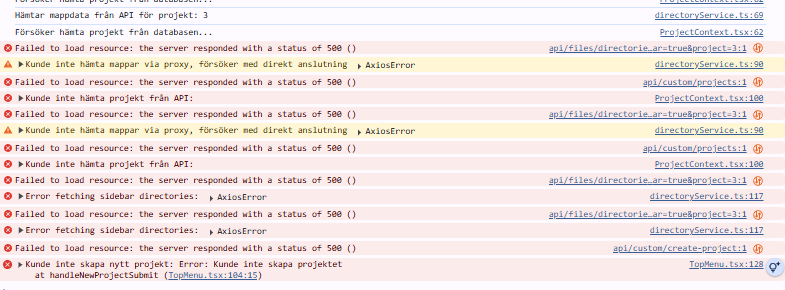 Försöker hämta projekt från databasen... ProjectContext.tsx:62
Hämtar mappdata från API för projekt: 3 directoryService.ts:69
Försöker hämta projekt från databasen... ProjectContext.tsx:62
Failed to load resource: the server responded with a status of 500 () api/files/directorie…ar=true&project=3:1
Kunde inte hämta mappar via proxy, försöker med direkt anslutning AxiosError directoryService.ts:90
Failed to load resource: the server responded with a status of 500 () api/custom/projects:1
Kunde inte hämta projekt från API: ProjectContext.tsx:100
Failed to load resource: the server responded with a status of 500 () api/files/directorie…ar=true&project=3:1
Kunde inte hämta mappar via proxy, försöker med direkt anslutning AxiosError directoryService.ts:90
Failed to load resource: the server responded with a status of 500 () api/custom/projects:1
Kunde inte hämta projekt från API: ProjectContext.tsx:100
Failed to load resource: the server responded with a status of 500 () api/files/directorie…ar=true&project=3:1
Error fetching sidebar directories: AxiosError directoryService.ts:117
Failed to load resource: the server responded with a status of 500 () api/files/directorie…ar=true&project=3:1
Error fetching sidebar directories: AxiosError directoryService.ts:117
Failed to load resource: the server responded with a status of 500 () api/custom/create-project:1
Kunde inte skapa nytt projekt: Error: Kunde inte skapa projektet TopMenu.tsx:128
at handleNewProjectSubmit (TopMenu.tsx:104:15)